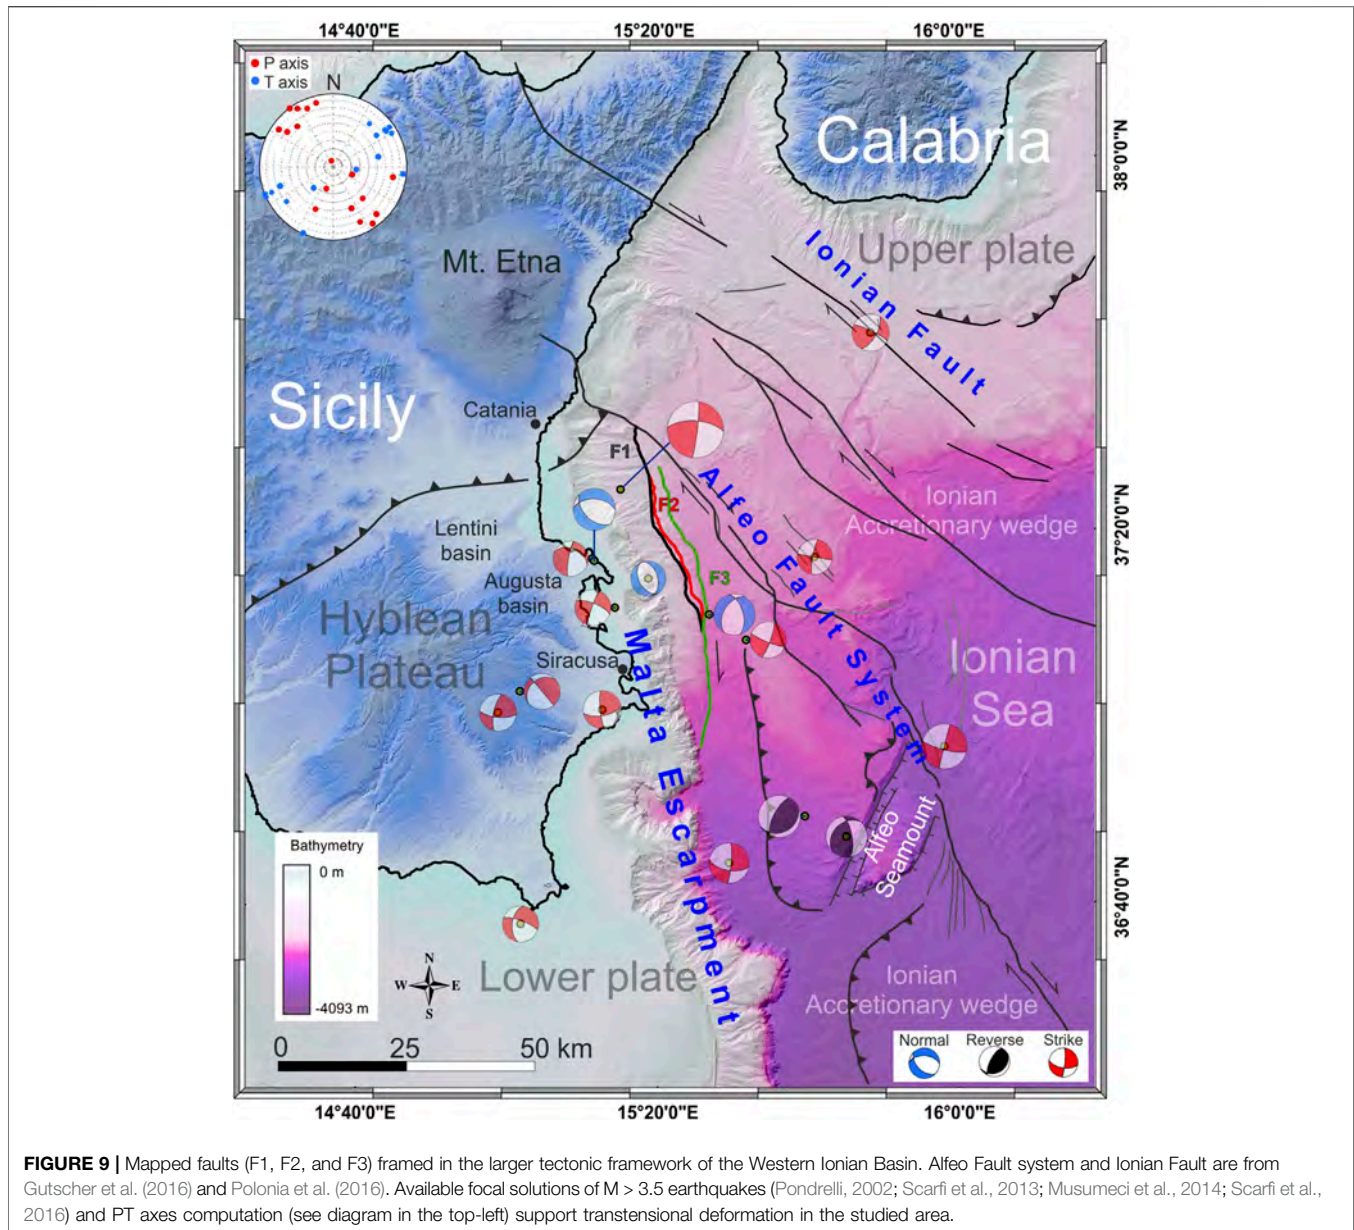 14°40'0"E 15°20'0"E 16°0'0"E
P axis
T axis
N
Calabria
38°0'0"N
Upper plate
Ionian Fault
Mt. Etna
Sicily
Catania
F1
F2
F3
Alfeo Fault System
Ionian
Accretionary wedge
37°20'0"N
Lentini
basin
Augusta
basin
Hyblean
Plateau
Siracusa
Ionian
Sea
Malta Escarpment
Alfeo
Seamount
Bathymetry
0 m
-4093 m
36°40'0"N
N
W E
S
Lower plate
Ionian
Accretionary wedge
0 25 50 km
Normal Reverse Strike
14°40'0"E 15°20'0"E 16°0'0"E
FIGURE 9 | Mapped faults (F1, F2, and F3) framed in the larger tectonic framework of the Western Ionian Basin. Alfeo Fault system and Ionian Fault are from
Gutscher et al. (2016) and Polonia et al. (2016). Available focal solutions of M > 3.5 earthquakes (Pondrelli, 2002; Scarfì et al., 2013; Musumeci et al., 2014; Scarfì et al.,
2016) and PT axes computation (see diagram in the top-left) support transtensional deformation in the studied area.